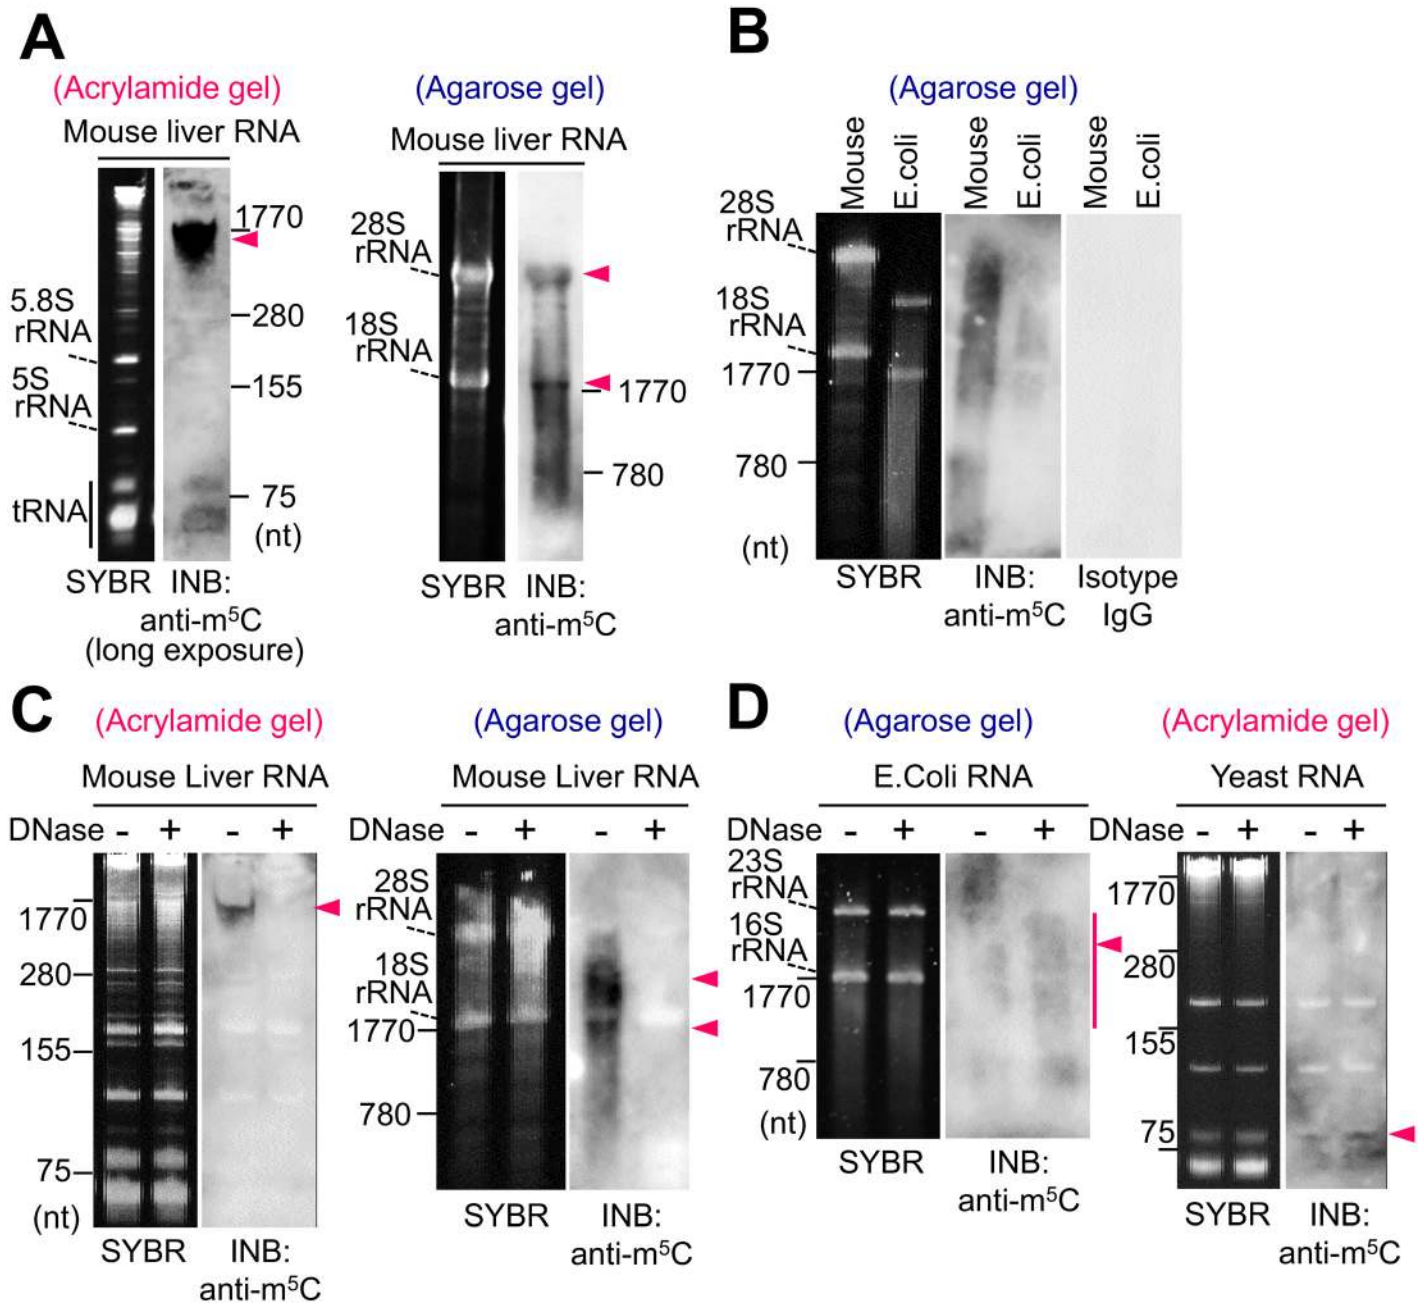 A
(Acrylamide gel)
Mouse liver RNA
1770
280
5.8S
rRNA
155
5S
rRNA
75
tRNA
(nt)
SYBR INB:
anti-m⁵C
(long exposure)
(Agarose gel)
Mouse liver RNA
28S
rRNA
18S
rRNA
1770
780
SYBR INB:
anti-m⁵C
B
(Agarose gel)
Mouse E.coli Mouse E.coli Mouse E.coli
28S
rRNA
18S
rRNA
1770
780
(nt)
SYBR INB: Isotype
anti-m⁵C IgG
C
(Acrylamide gel)
Mouse Liver RNA
DNase - + - +
1770
280
155
75
(nt)
SYBR INB:
anti-m⁵C
(Agarose gel)
Mouse Liver RNA
DNase - + - +
28S
rRNA
18S
rRNA
1770
780
SYBR INB:
anti-m⁵C
D
(Agarose gel)
E.Coli RNA
DNase - + - +
23S
rRNA
16S
rRNA
1770
780
(nt)
SYBR INB:
anti-m⁵C
(Acrylamide gel)
Yeast RNA
DNase - + - +
1770
280
155
75
SYBR INB:
anti-m⁵C